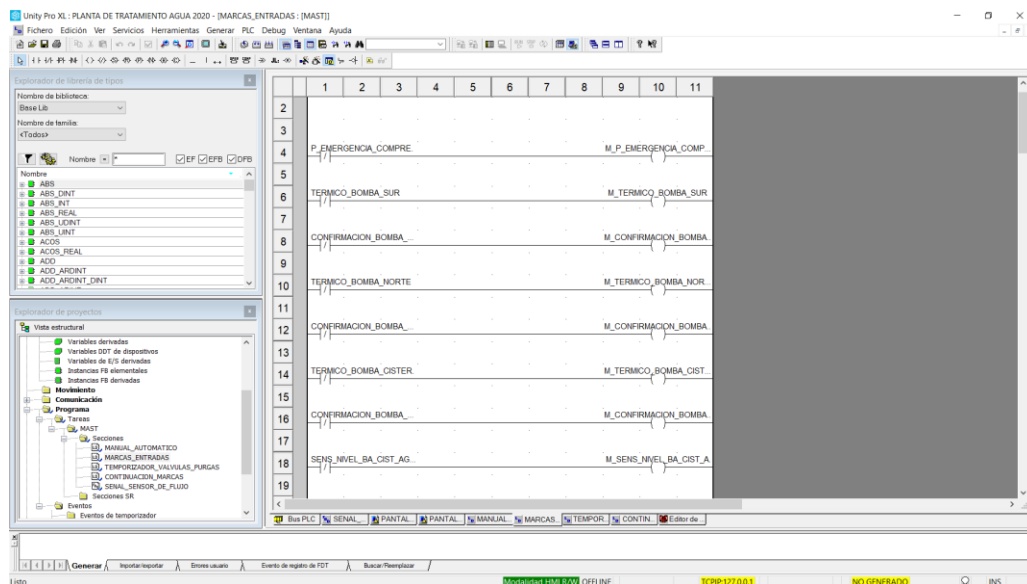 Unity Pro XL : PLANTA DE TRATAMIENTO AGUA 2020 - [MARCAS_ENTRADAS : [MAST]]
Fichero Edición Ver Servicios Herramientas Generar PLC Debug Ventana Ayuda
Explorador de librería de tipos
Nombre de biblioteca:
Base Lib
Nombre de familia:
<Todas>
Nombre = * EF EFB DFB
Nombre
ABS
ABS_DINT
ABS_INT
ABS_REAL
ABS_UDINT
ABS_UINT
ACOS
ACOS_REAL
ADD
ADD_ARDINT
ADD_ARDINT_DINT
Explorador de proyectos
Vista estructural
Variables derivadas
Variables DDT de dispositivos
Variables de E/S derivadas
Instancias FB elementales
Instancias FB derivadas
Movimiento
Comunicación
Programa
Tareas
MAST
Secciones
MANUAL_AUTOMATICO
MARCAS_ENTRADAS
TEMPORIZADOR_VALVULAS_PURGAS
CONTINUACION_MARCAS
SENAL_SENSOR_DE_FLUJO
Secciones SR
Eventos
Eventos de temporizador
1 2 3 4 5 6 7 8 9 10 11
2
3
4 P_EMERGENCIA_COMPRE. M_P_EMERGENCIA_COMP...
5
6 TERMICO_BOMBA_SUR M_TERMICO_BOMBA_SUR
7
8 CONFIRMACION_BOMBA_... M_CONFIRMACION_BOMBA..
9
10 TERMICO_BOMBA_NORTE M_TERMICO_BOMBA_NOR...
11
12 CONFIRMACION_BOMBA_... M_CONFIRMACION_BOMBA..
13
14 TERMICO_BOMBA_CISTER. M_TERMICO_BOMBA_CIST...
15
16 CONFIRMACION_BOMBA_... M_CONFIRMACION_BOMBA..
17
18 SENS_NIVEL_BA_CIST_AG... M_SENS_NIVEL_BA_CIST_A.
19
Bus PLC SENAL_... PANTAL... PANTAL... MANUAL... MARCAS... TEMPOR... CONTIN... Editor de ...
Generar Importar/exportar Errores usuario Evento de registro de FDT Buscar/Reemplazar
Listo Modalidad HMI R/W OFFLINE TCPIP:127.0.0.1 NO GENERADO INS